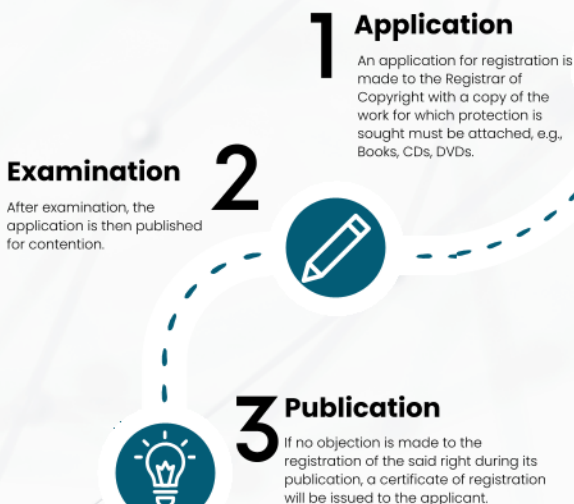 1
Application
An application for registration is
made to the Registrar of
Copyright with a copy of the
work for which protection is
sought must be attached, e.g.,
Books, CDs, DVDs.
2
Examination
After examination, the
application is then published
for contention.
3
Publication
If no objection is made to the
registration of the said right during its
publication, a certificate of registration
will be issued to the applicant.